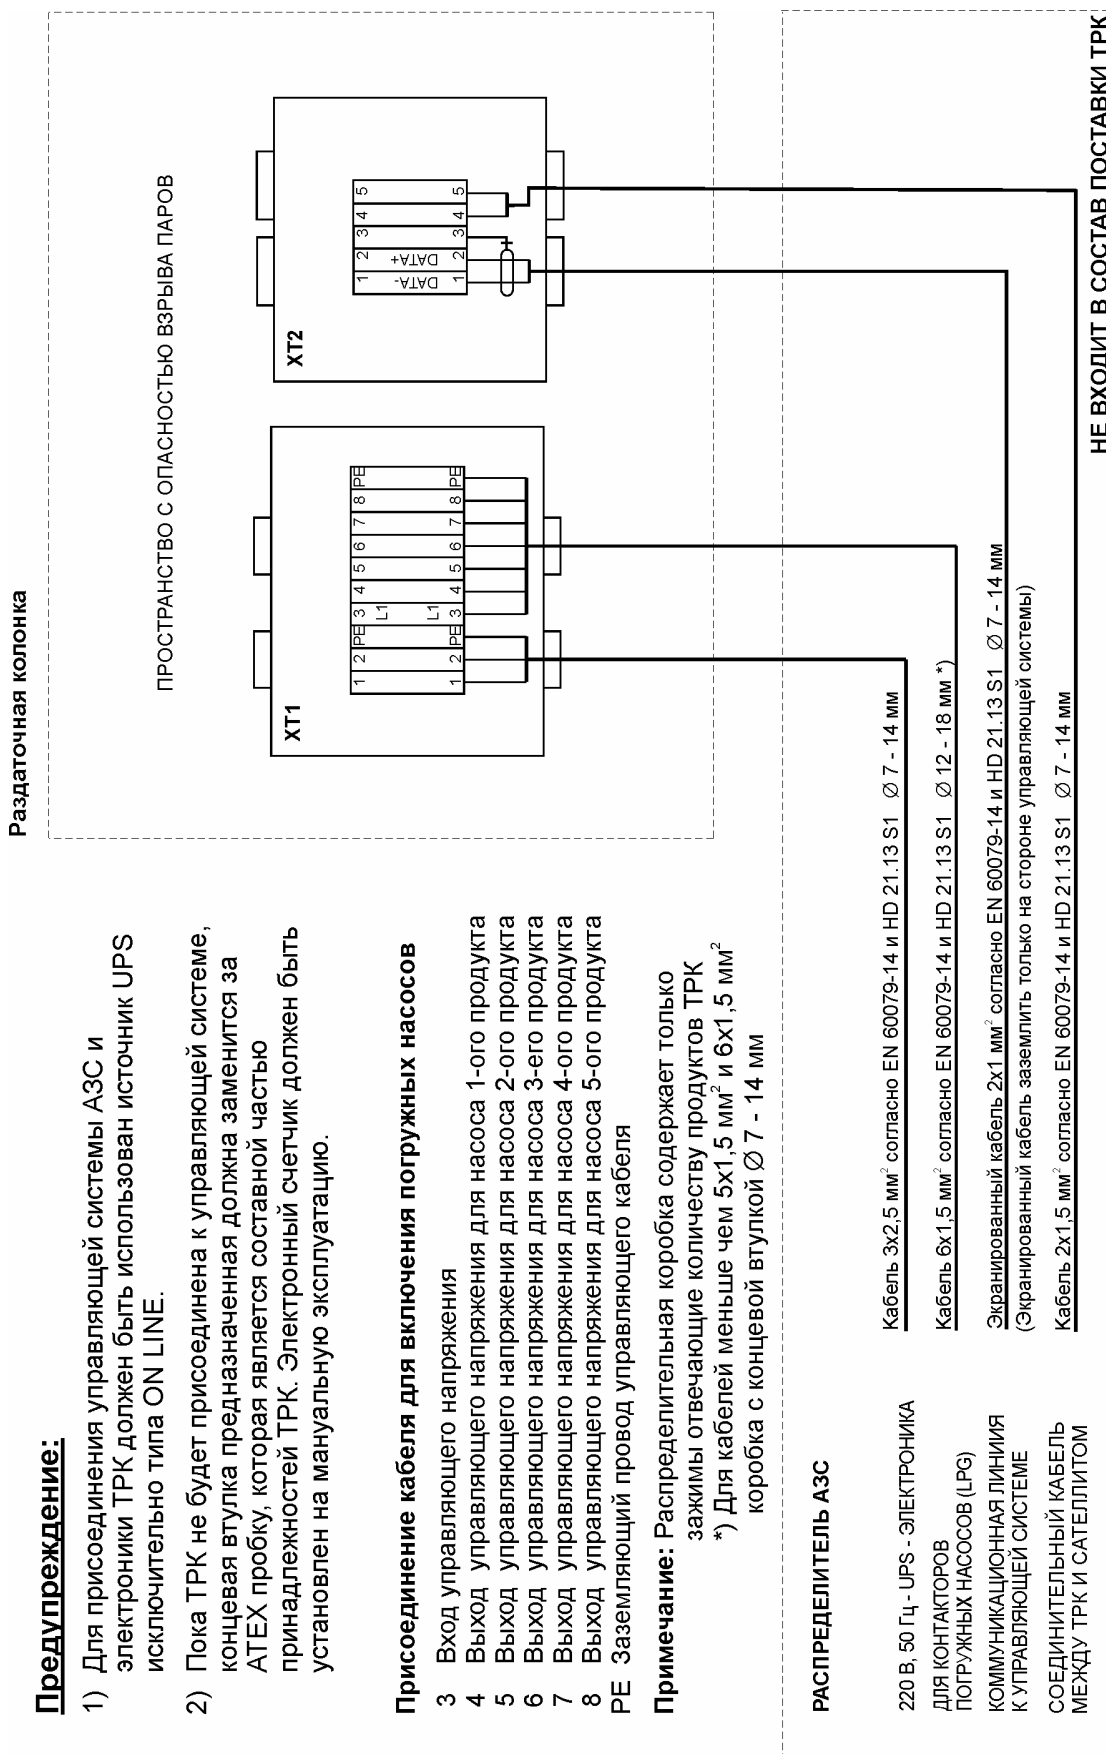 Предупреждение:
1) Для присоединения управляющей системы АЗС и
электроники ТРК должен быть использован источник UPS
исключительно типа ON LINE.
2) Пока ТРК не будет присоединена к управляющей системе,
концевая втулка предназначенная должна заменится за
ATEX пробку, которая является составной частью
принадлежностей ТРК. Электронный счетчик должен быть
установлен на мануальную эксплуатацию.
Присоединение кабеля для включения погружных насосов
3 Вход управляющего напряжения
4 Выход управляющего напряжения для насоса 1-ого продукта
5 Выход управляющего напряжения для насоса 2-ого продукта
6 Выход управляющего напряжения для насоса 3-его продукта
7 Выход управляющего напряжения для насоса 4-ого продукта
8 Выход управляющего напряжения для насоса 5-ого продукта
PE Заземляющий провод управляющего кабеля
Примечание: Распределительная коробка содержает только
зажимы отвечающие количеству продуктов ТРК
*) Для кабелей меньше чем 5x1,5 мм² и 6x1,5 мм²
коробка с концевой втулкой ∅ 7 - 14 мм
Раздаточная колонка
ПРОСТРАНСТВО С ОПАСНОСТЬЮ ВЗРЫВА ПАРОВ
XT1
1 2 PE 3 4 5 6 7 8 PE
L1
L1
1 2 PE 3 4 5 6 7 8 PE
XT2
1 2 3 4 5
DATA-
DATA+
1 2 3 4 5
РАСПРЕДЕЛИТЕЛЬ АЗС
220 В, 50 Гц - UPS - ЭЛЕКТРОНИКА
Кабель 3x2,5 мм² согласно EN 60079-14 и HD 21.13 S1 ∅ 7 - 14 мм
ДЛЯ КОНТАКТОРОВ
ПОГРУЖНЫХ НАСОСОВ (LPG)
Кабель 6x1,5 мм² согласно EN 60079-14 и HD 21.13 S1 ∅ 12 - 18 мм *)
КОММУНИКАЦИОННАЯ ЛИНИЯ
К УПРАВЛЯЮЩЕЙ СИСТЕМЕ
Экранированный кабель 2x1 мм² согласно EN 60079-14 и HD 21.13 S1 ∅ 7 - 14 мм
(Экранированный кабель заземлить только на стороне управляющей системы)
СОЕДИНИТЕЛЬНЫЙ КАБЕЛЬ
МЕЖДУ ТРК И САТЕЛЛИТОМ
Кабель 2x1,5 мм² согласно EN 60079-14 и HD 21.13 S1 ∅ 7 - 14 мм
НЕ ВХОДИТ В СОСТАВ ПОСТАВКИ ТРК